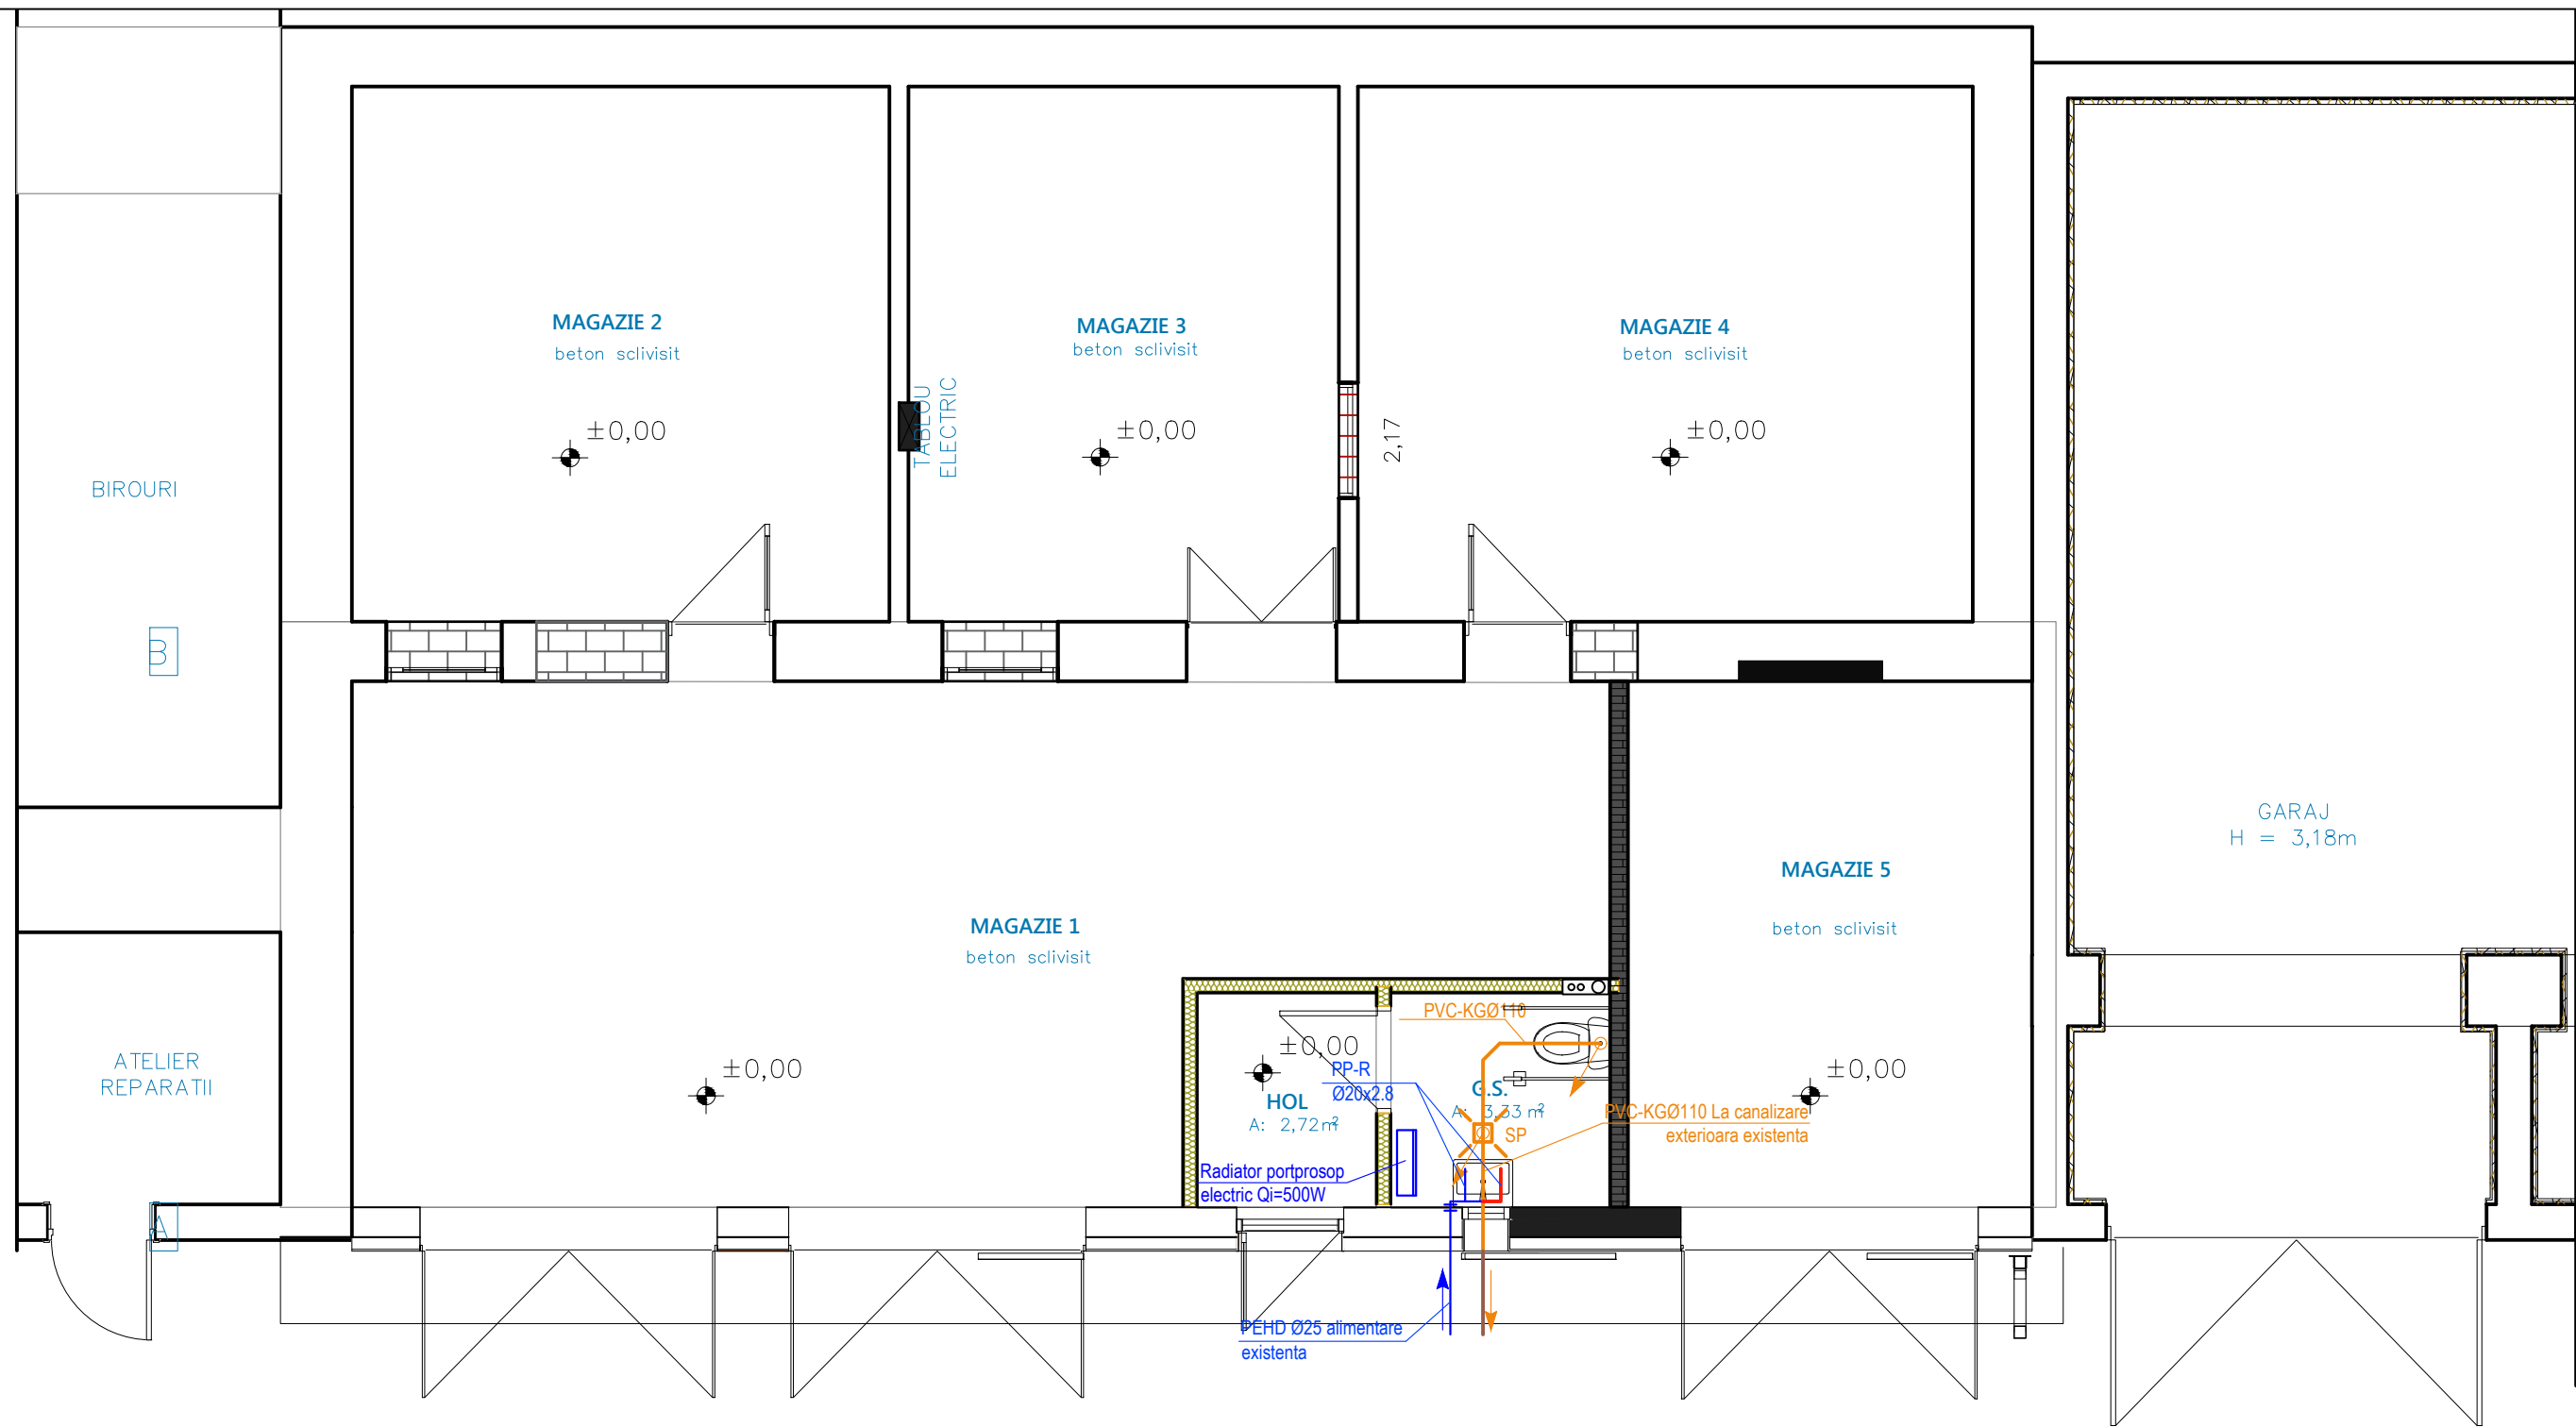 MAGAZIE 2
beton sclivisit
±0,00
MAGAZIE 3
beton sclivisit
±0,00
TABLOU
ELECTRIC
MAGAZIE 4
beton sclivisit
±0,00
2,17
BIROURI
B
GARAJ
H = 3,18m
MAGAZIE 5
beton sclivisit
±0,00
MAGAZIE 1
beton sclivisit
±0,00
ATELIER
REPARATII
A
PVC-KGØ110
±0,00
PP-R
Ø20x2.8
HOL
A: 2,72m²
G.S.
A: 3,33 m²
SP
PVC-KGØ110 La canalizare
exterioara existenta
Radiator portprosop
electric Qi=500W
PEHD Ø25 alimentare
existenta